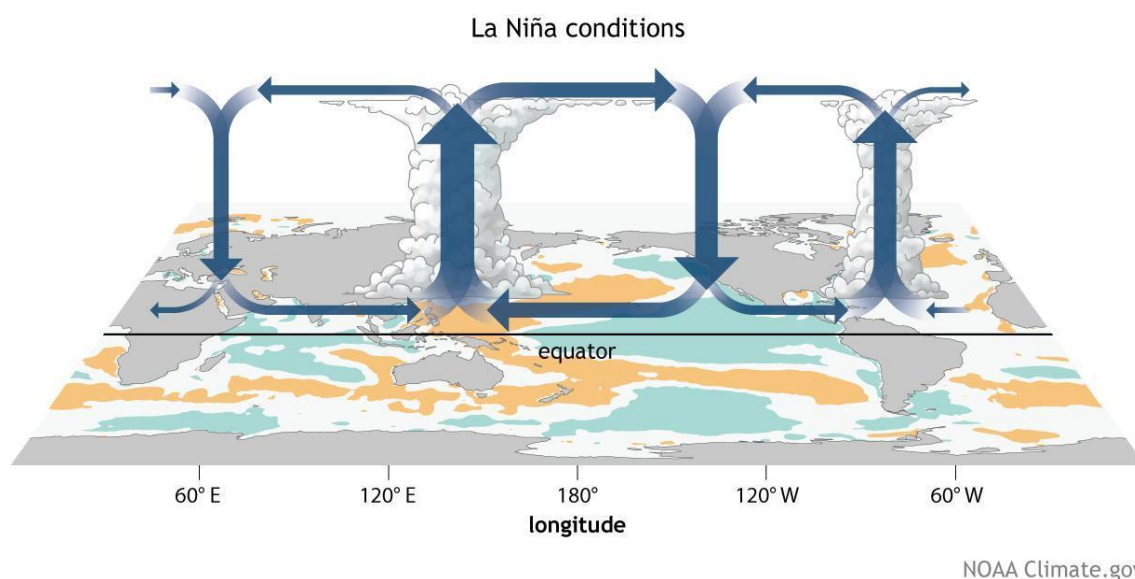 La Niña conditions
equator
60° E 120° E 180° 120° W 60° W
longitude
NOAA Climate.gov